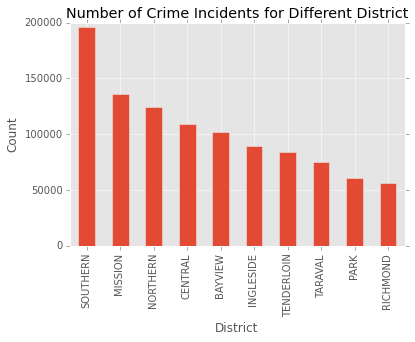 Number of Crime Incidents for Different District
200000
150000
100000
50000
0
Count
SOUTHERN
MISSION
NORTHERN
CENTRAL
BAYVIEW
INGLESIDE
TENDERLOIN
TARAVAL
PARK
RICHMOND
District